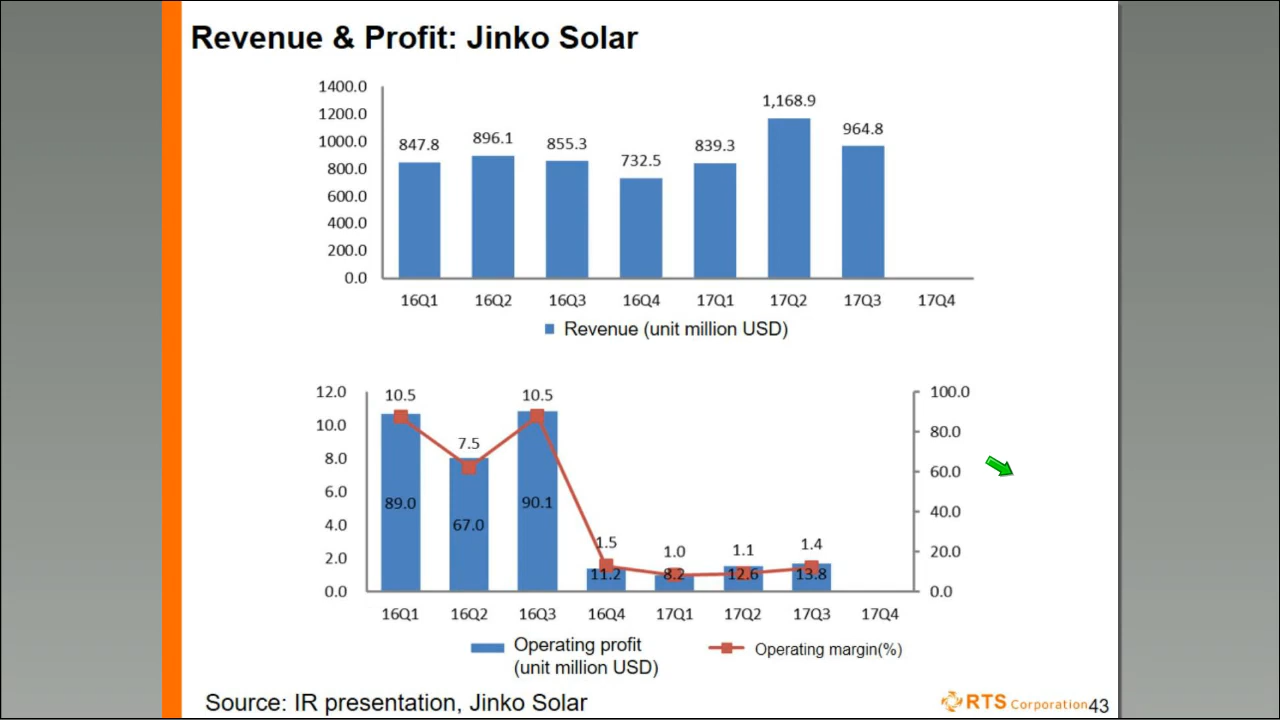 Revenue & Profit: Jinko Solar
1400.0
1200.0
1000.0
800.0
600.0
400.0
200.0
0.0
847.8 896.1 855.3 732.5 839.3 1,168.9 964.8
16Q1 16Q2 16Q3 16Q4 17Q1 17Q2 17Q3 17Q4
Revenue (unit million USD)
12.0
10.0
8.0
6.0
4.0
2.0
0.0
10.5 7.5 10.5 1.5 1.0 1.1 1.4
89.0 67.0 90.1 11.2 8.2 12.6 13.8
100.0
80.0
60.0
40.0
20.0
0.0
16Q1 16Q2 16Q3 16Q4 17Q1 17Q2 17Q3 17Q4
Operating profit
(unit million USD)
Operating margin(%)
Source: IR presentation, Jinko Solar
RTS Corporation 43